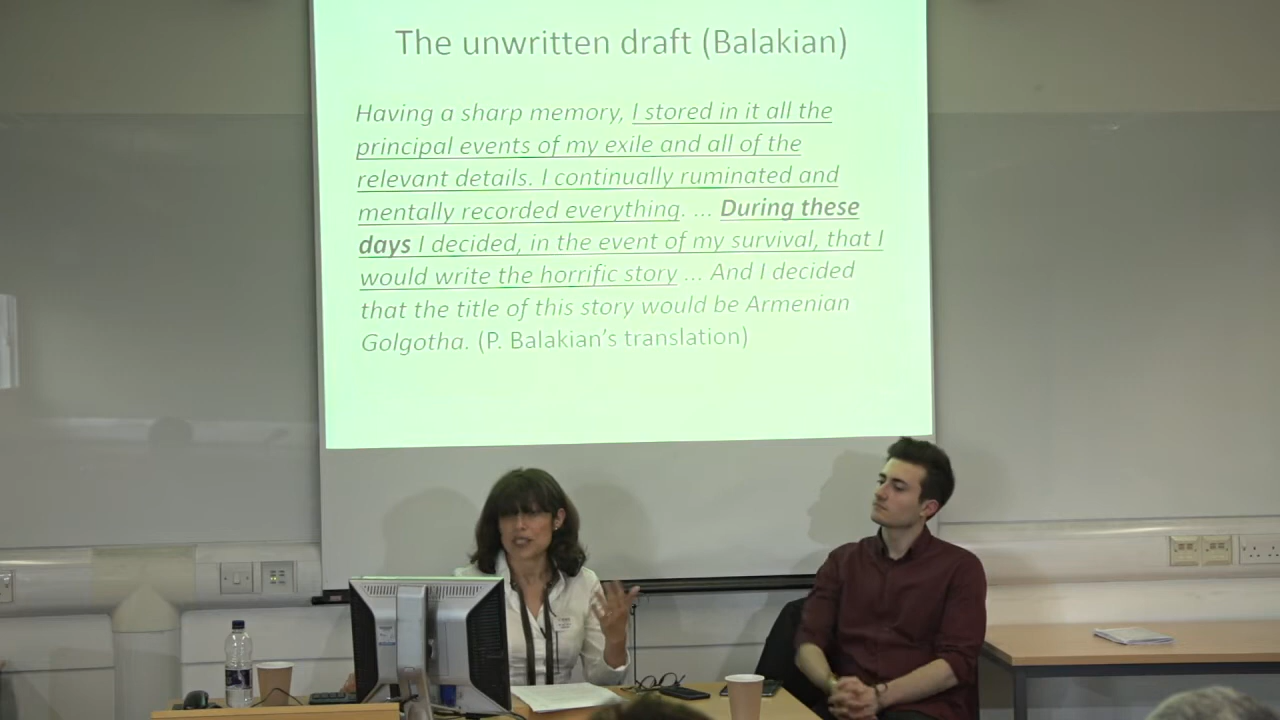 The unwritten draft (Balakian)
Having a sharp memory, I stored in it all the
principal events of my exile and all of the
relevant details. I continually ruminated and
mentally recorded everything. ... During these
days I decided, in the event of my survival, that I
would write the horrific story ... And I decided
that the title of this story would be Armenian
Golgotha. (P. Balakian's translation)